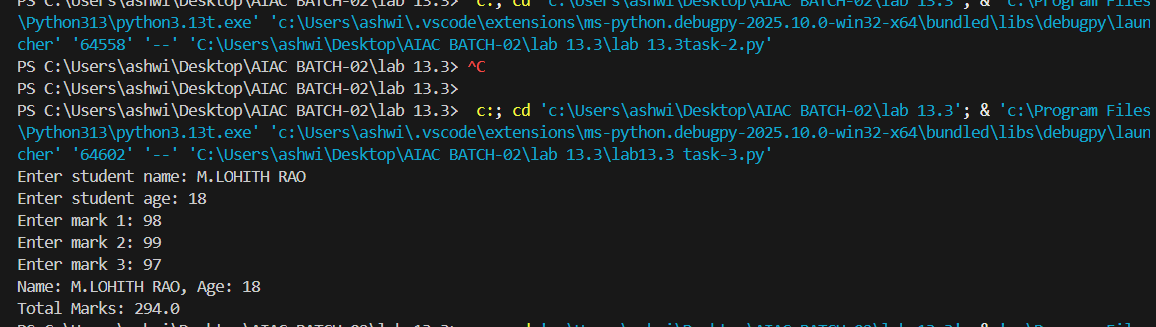 PS C:\Users\ashwi\Desktop\AIAC BATCH-02\lab 13.3>  c:; cd 'c:\Users\ashwi\Desktop\AIAC BATCH-02\lab 13.3'; & 'c:\Program Files
\Python313\python3.13t.exe' 'c:\Users\ashwi\.vscode\extensions\ms-python.debugpy-2025.10.0-win32-x64\bundled\libs\debugpy\laun
cher' '64558' '--' 'C:\Users\ashwi\Desktop\AIAC BATCH-02\lab 13.3\lab 13.3task-2.py'
PS C:\Users\ashwi\Desktop\AIAC BATCH-02\lab 13.3> ^C
PS C:\Users\ashwi\Desktop\AIAC BATCH-02\lab 13.3>
PS C:\Users\ashwi\Desktop\AIAC BATCH-02\lab 13.3>  c:; cd 'c:\Users\ashwi\Desktop\AIAC BATCH-02\lab 13.3'; & 'c:\Program Files
\Python313\python3.13t.exe' 'c:\Users\ashwi\.vscode\extensions\ms-python.debugpy-2025.10.0-win32-x64\bundled\libs\debugpy\laun
cher' '64602' '--' 'C:\Users\ashwi\Desktop\AIAC BATCH-02\lab 13.3\lab13.3 task-3.py'
Enter student name: M.LOHITH RAO
Enter student age: 18
Enter mark 1: 98
Enter mark 2: 99
Enter mark 3: 97
Name: M.LOHITH RAO, Age: 18
Total Marks: 294.0